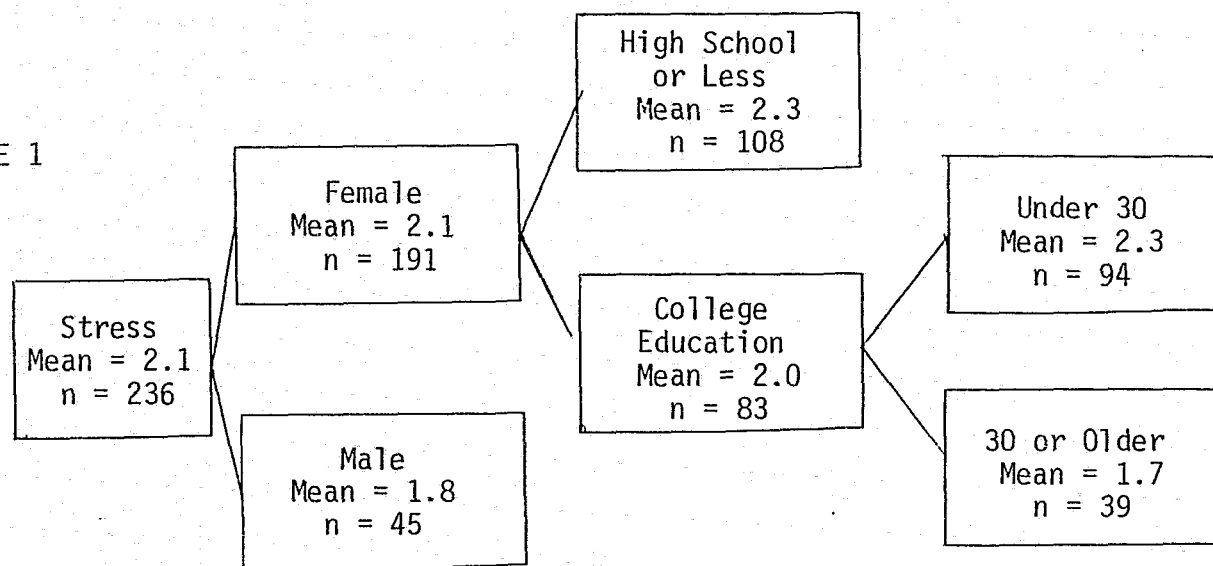 E 1
Stress
Mean = 2.1
n = 236
Female
Mean = 2.1
n = 191
Male
Mean = 1.8
n = 45
High School
or Less
Mean = 2.3
n = 108
College
Education
Mean = 2.0
n = 83
Under 30
Mean = 2.3
n = 94
30 or Older
Mean = 1.7
n = 39